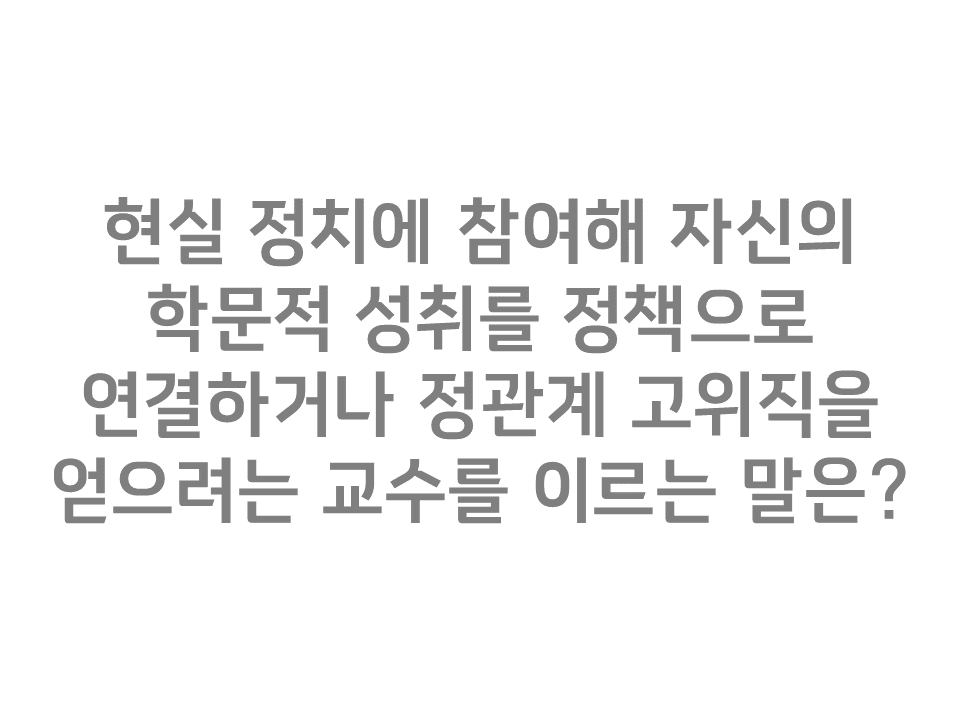 현실 정치에 참여해 자신의
학문적 성취를 정책으로
연결하거나 정관계 고위직을
얻으려는 교수를 이르는 말은?